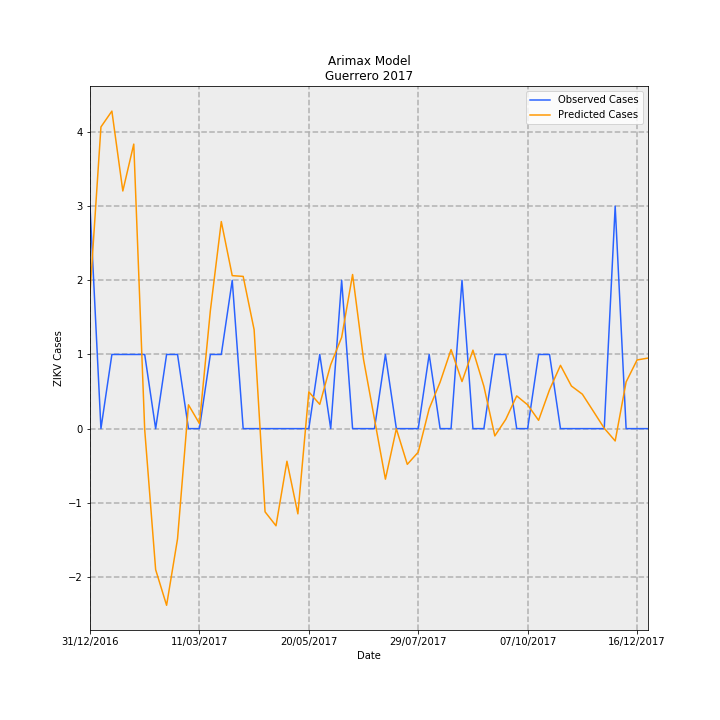 Arimax Model
Guerrero 2017
Observed Cases
Predicted Cases
ZIKV Cases
4
3
2
1
0
−1
−2
31/12/2016 11/03/2017 20/05/2017 29/07/2017 07/10/2017 16/12/2017
Date